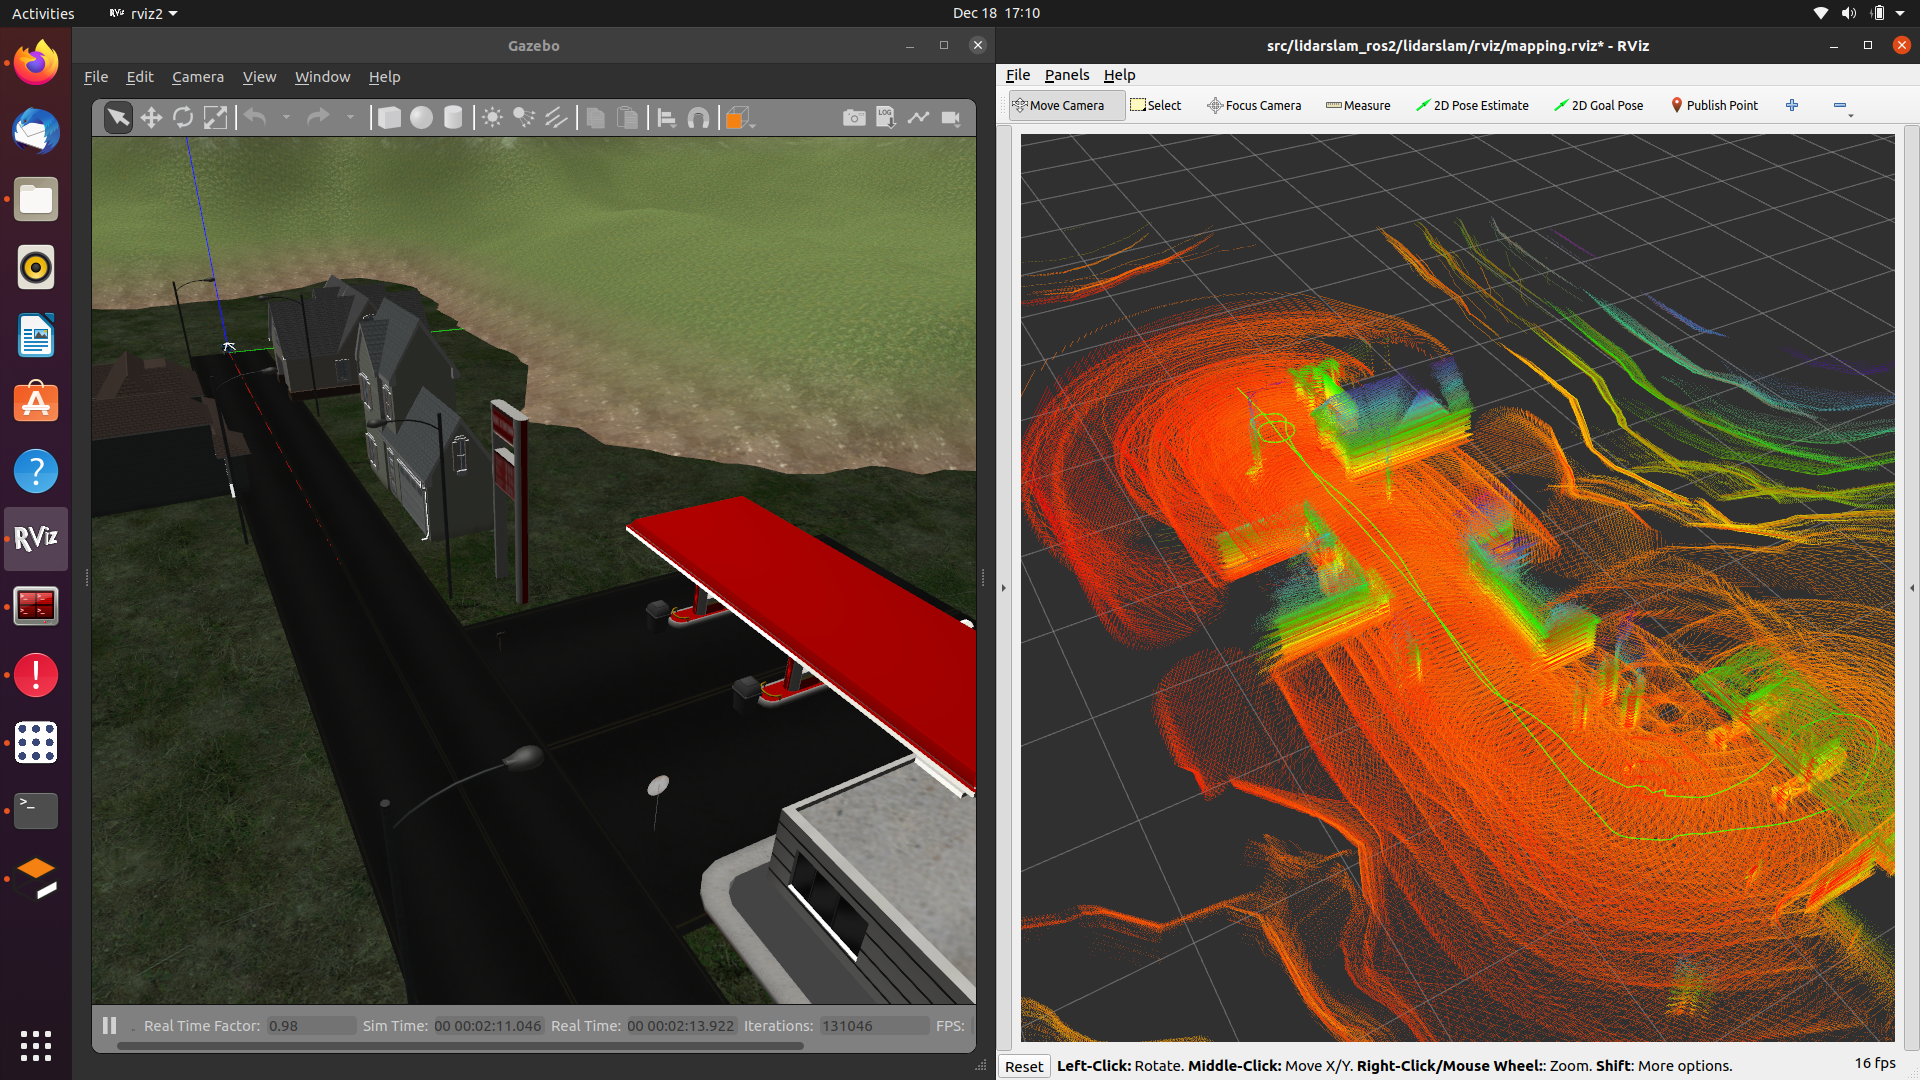 Activities
RViz rviz2
Dec 18 17:10
Gazebo
File Edit Camera View Window Help
LOG
Real Time Factor: 0.98 Sim Time: 00 00:02:11.046 Real Time: 00 00:02:13.922 Iterations: 131046 FPS:
src/lidarslam_ros2/lidarslam/rviz/mapping.rviz* - RViz
File Panels Help
Move Camera Select Focus Camera Measure 2D Pose Estimate 2D Goal Pose Publish Point
Reset Left-Click: Rotate. Middle-Click: Move X/Y. Right-Click/Mouse Wheel:: Zoom. Shift: More options. 16 fps
?
RViz
!
>_